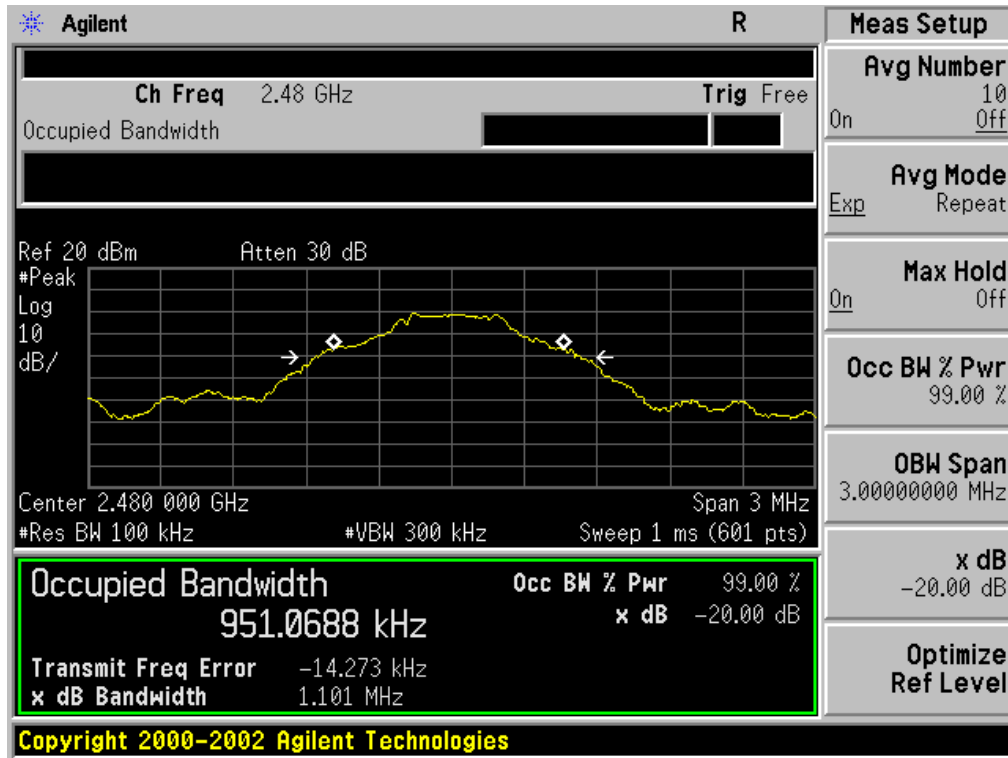 Agilent R
Ch Freq 2.48 GHz Trig Free
Occupied Bandwidth
Ref 20 dBm Atten 30 dB
#Peak
Log
10
dB/
Center 2.480 000 GHz Span 3 MHz
#Res BW 100 kHz #VBW 300 kHz Sweep 1 ms (601 pts)
Occupied Bandwidth
951.0688 kHz
Occ BW % Pwr 99.00 %
x dB -20.00 dB
Transmit Freq Error -14.273 kHz
x dB Bandwidth 1.101 MHz
Copyright 2000-2002 Agilent Technologies
Meas Setup
Avg Number
10
On Off
Avg Mode
Exp Repeat
Max Hold
On Off
Occ BW % Pwr
99.00 %
OBW Span
3.00000000 MHz
x dB
-20.00 dB
Optimize
Ref Level